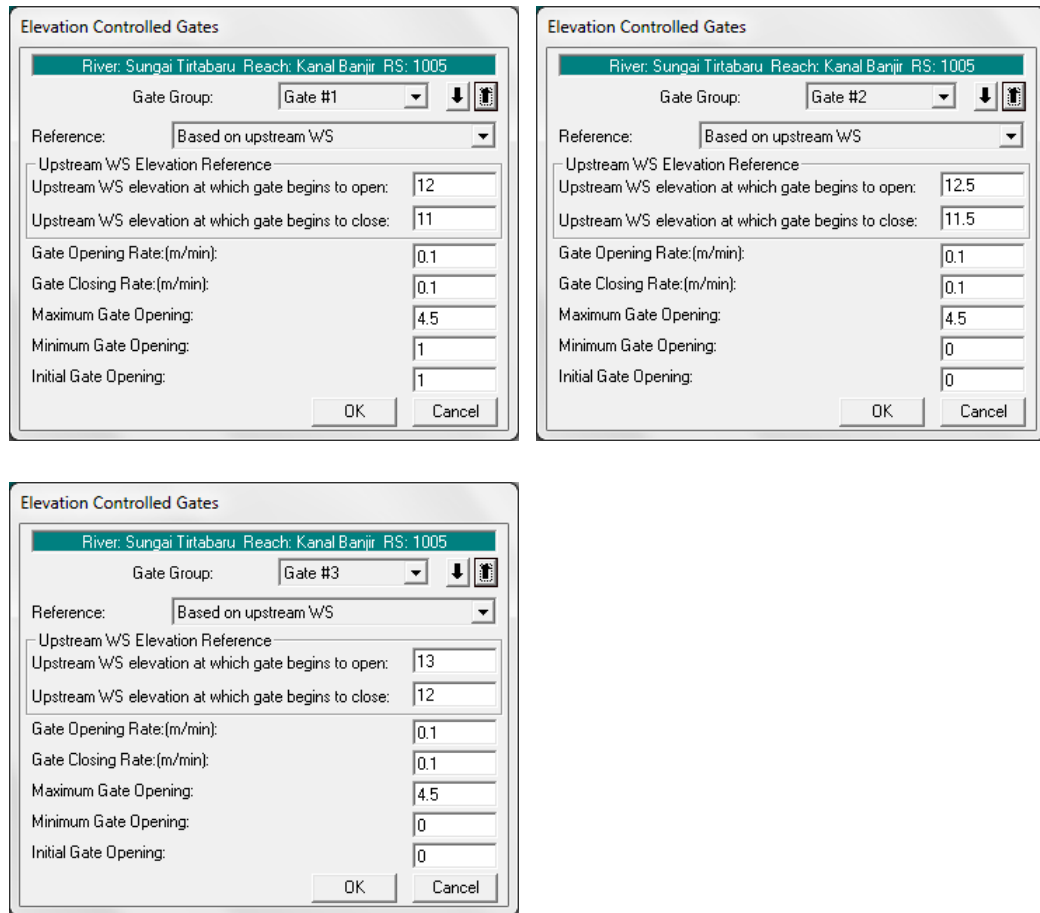 Elevation Controlled Gates
River: Sungai Tirtabaru Reach: Kanal Banjir RS: 1005
Gate Group: Gate #1
Reference: Based on upstream WS
Upstream WS Elevation Reference
Upstream WS elevation at which gate begins to open: 12
Upstream WS elevation at which gate begins to close: 11
Gate Opening Rate:(m/min): 0.1
Gate Closing Rate:(m/min): 0.1
Maximum Gate Opening: 4.5
Minimum Gate Opening: 1
Initial Gate Opening: 1
OK Cancel
Elevation Controlled Gates
River: Sungai Tirtabaru Reach: Kanal Banjir RS: 1005
Gate Group: Gate #2
Reference: Based on upstream WS
Upstream WS Elevation Reference
Upstream WS elevation at which gate begins to open: 12.5
Upstream WS elevation at which gate begins to close: 11.5
Gate Opening Rate:(m/min): 0.1
Gate Closing Rate:(m/min): 0.1
Maximum Gate Opening: 4.5
Minimum Gate Opening: 0
Initial Gate Opening: 0
OK Cancel
Elevation Controlled Gates
River: Sungai Tirtabaru Reach: Kanal Banjir RS: 1005
Gate Group: Gate #3
Reference: Based on upstream WS
Upstream WS Elevation Reference
Upstream WS elevation at which gate begins to open: 13
Upstream WS elevation at which gate begins to close: 12
Gate Opening Rate:(m/min): 0.1
Gate Closing Rate:(m/min): 0.1
Maximum Gate Opening: 4.5
Minimum Gate Opening: 0
Initial Gate Opening: 0
OK Cancel